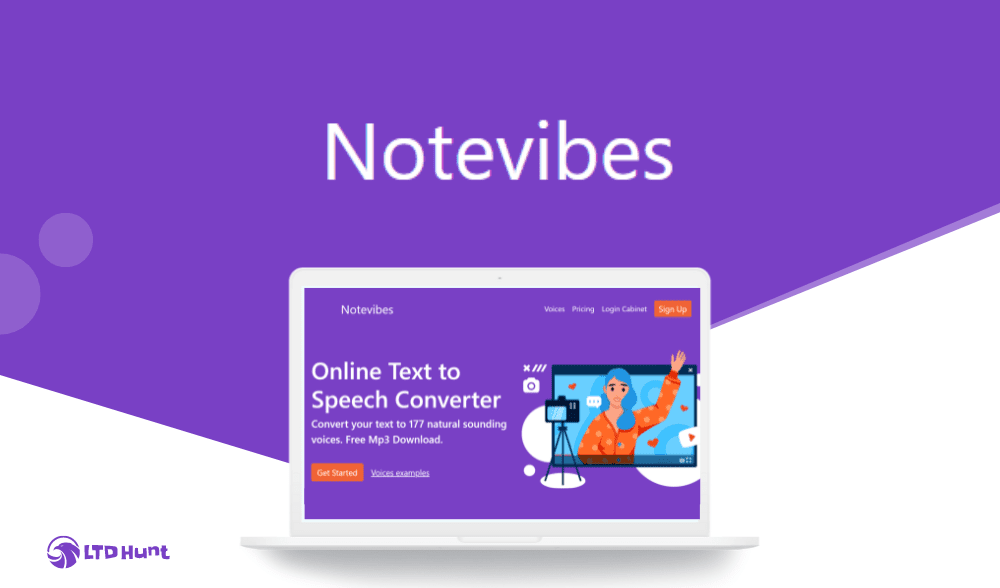 Notevibes
Notevibes
Voices Pricing Login Cabinet Sign Up
Online Text to
Speech Converter
Convert your text to 177 natural sounding
voices. Free Mp3 Download.
Get Started Voices examples
LTD Hunt